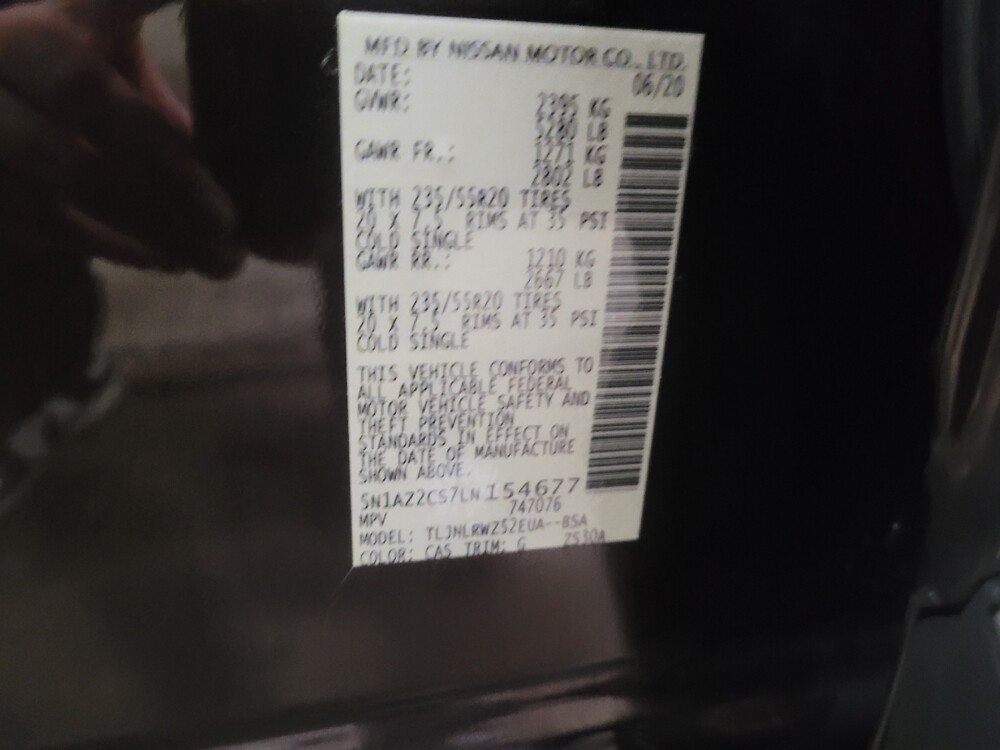 MFD BY NISSAN MOTOR CO., LTD.
DATE: 06/20
GVWR: 2395 KG
5280 LB
GAWR FR.: 1271 KG
2802 LB
WITH 235/55R20 TIRES
20 X 7.5 RIMS AT 35 PSI
COLD SINGLE
GAWR RR.: 1210 KG
2667 LB
WITH 235/55R20 TIRES
20 X 7.5 RIMS AT 35 PSI
COLD SINGLE
THIS VEHICLE CONFORMS TO
ALL APPLICABLE FEDERAL
MOTOR VEHICLE SAFETY AND
THEFT PREVENTION
STANDARDS IN EFFECT ON
THE DATE OF MANUFACTURE
SHOWN ABOVE.
5N1AZ2CS7LN154677
MPV 747076
MODEL: TLJNLRWZS2EUA--BSA
COLOR: CAS TRIM: G ZS30A